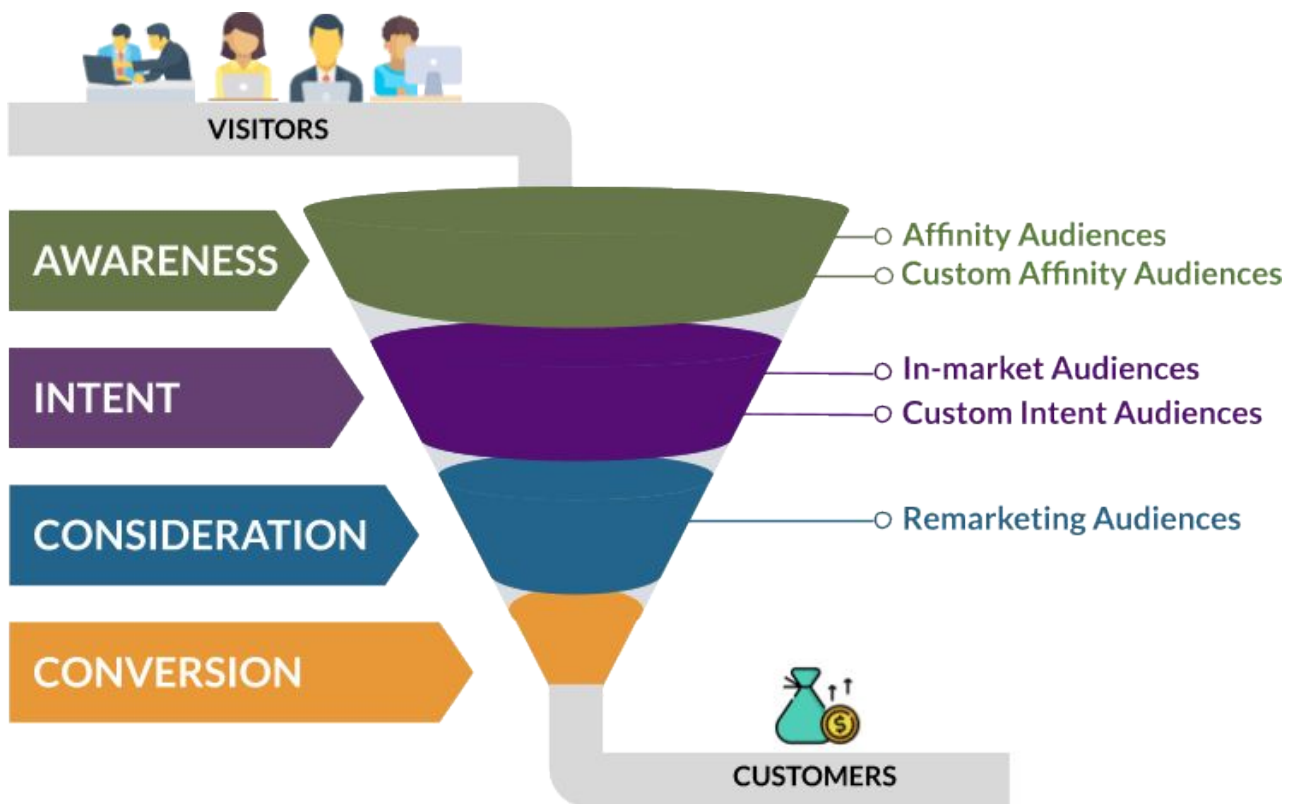 VISITORS
AWARENESS
Affinity Audiences
Custom Affinity Audiences
INTENT
In-market Audiences
Custom Intent Audiences
CONSIDERATION
Remarketing Audiences
CONVERSION
$
CUSTOMERS